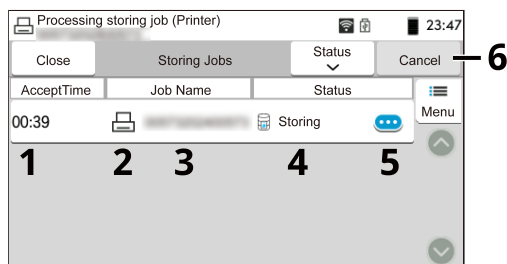 Processing storing job (Printer)
23:47
Close
Storing Jobs
Status
Cancel
6
AcceptTime
Job Name
Status
Menu
00:39
Storing
1
2
3
4
5